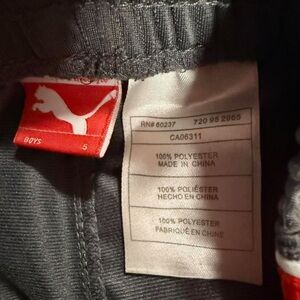 BOYS S
RN# 60237 720 95 2865
CA06311
100% POLYESTER
MADE IN CHINA
100% POLIÉSTER
HECHO EN CHINA
100% POLYESTER
FABRIQUÉ EN CHINE